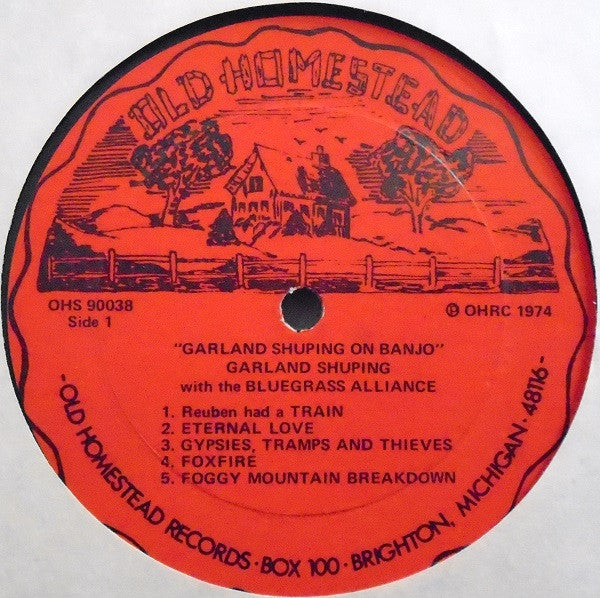 OLD HOMESTEAD
OHS 90038
Side 1
℗ OHRC 1974
"GARLAND SHUPING ON BANJO"
GARLAND SHUPING
with the BLUEGRASS ALLIANCE
1. Reuben had a TRAIN
2. ETERNAL LOVE
3. GYPSIES, TRAMPS AND THIEVES
4. FOXFIRE
5. FOGGY MOUNTAIN BREAKDOWN
- OLD HOMESTEAD RECORDS · BOX 100 · BRIGHTON, MICHIGAN · 48116 -